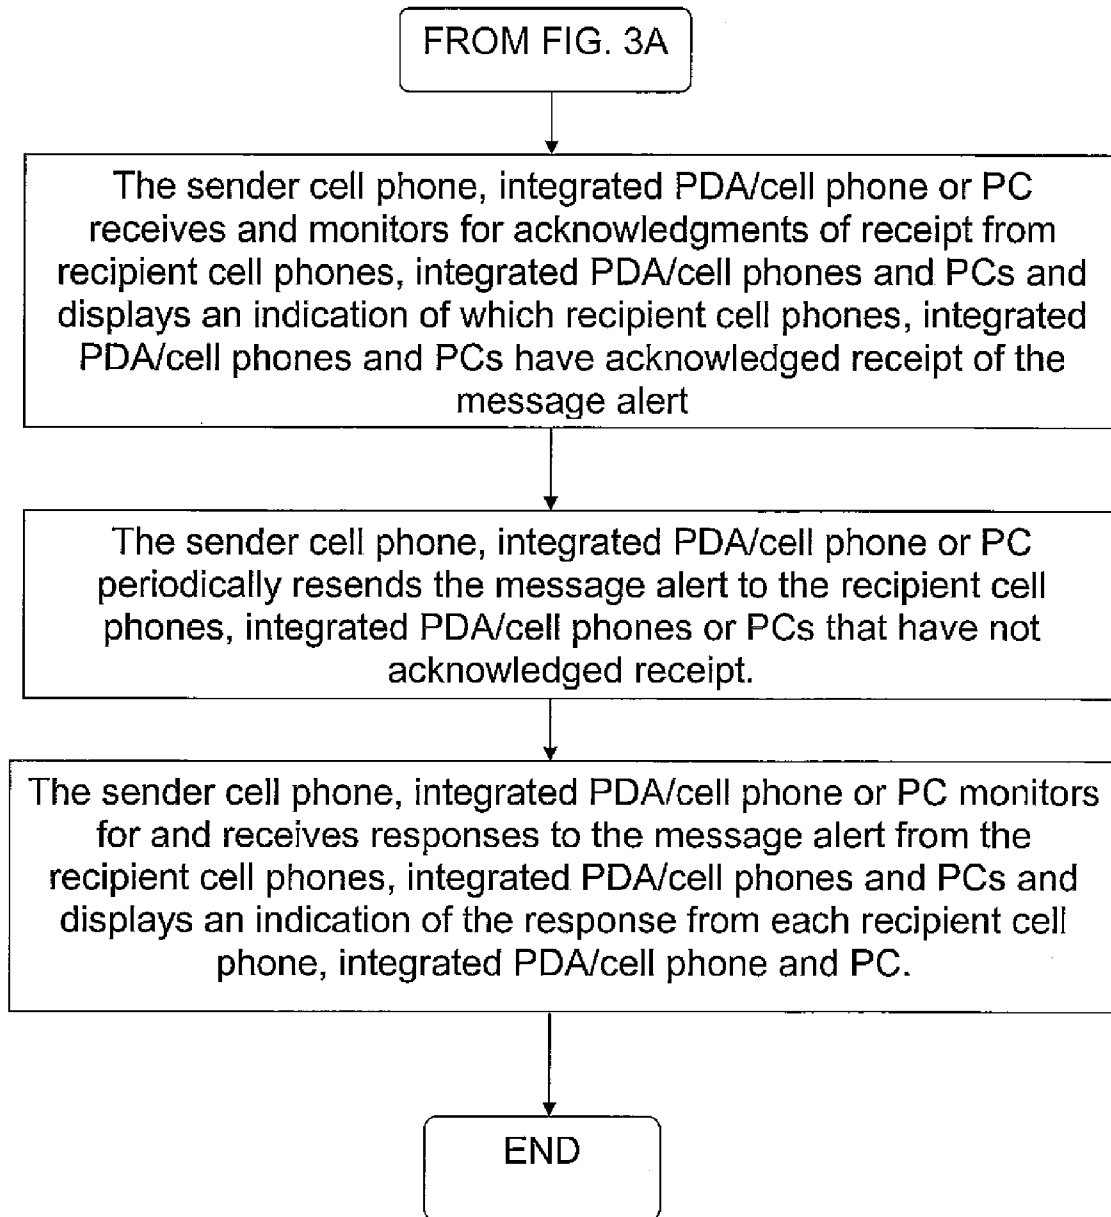 FROM FIG. 3A
The sender cell phone, integrated PDA/cell phone or PC
receives and monitors for acknowledgments of receipt from
recipient cell phones, integrated PDA/cell phones and PCs and
displays an indication of which recipient cell phones, integrated
PDA/cell phones and PCs have acknowledged receipt of the
message alert
The sender cell phone, integrated PDA/cell phone or PC
periodically resends the message alert to the recipient cell
phones, integrated PDA/cell phones or PCs that have not
acknowledged receipt.
The sender cell phone, integrated PDA/cell phone or PC monitors
for and receives responses to the message alert from the
recipient cell phones, integrated PDA/cell phones and PCs and
displays an indication of the response from each recipient cell
phone, integrated PDA/cell phone and PC.
END